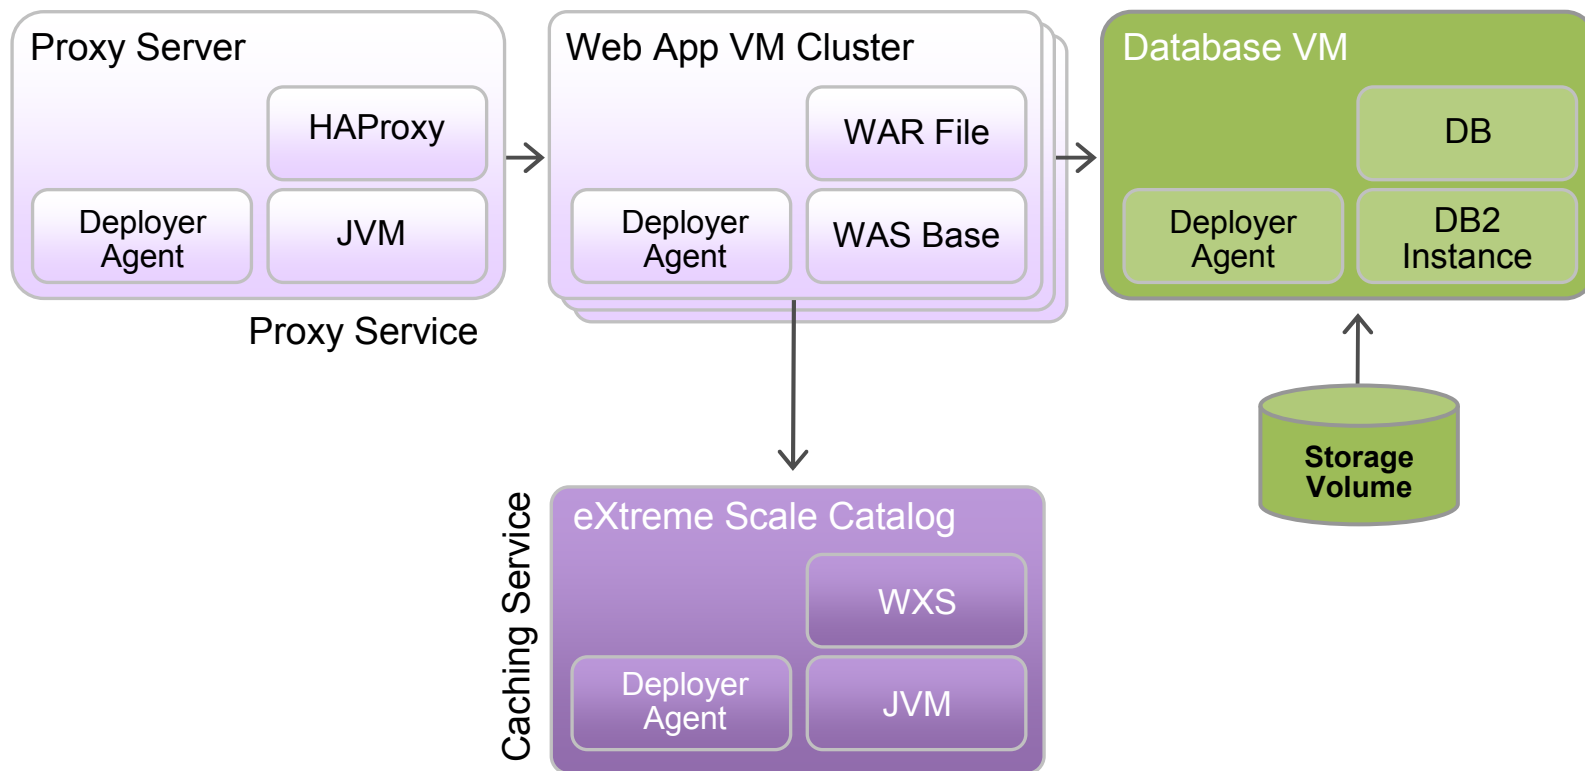 Proxy Server
HAProxy
Deployer
Agent
JVM
Proxy Service
Web App VM Cluster
WAR File
Deployer
Agent
WAS Base
Database VM
DB
Deployer
Agent
DB2
Instance
Storage
Volume
Caching Service
eXtreme Scale Catalog
WXS
Deployer
Agent
JVM